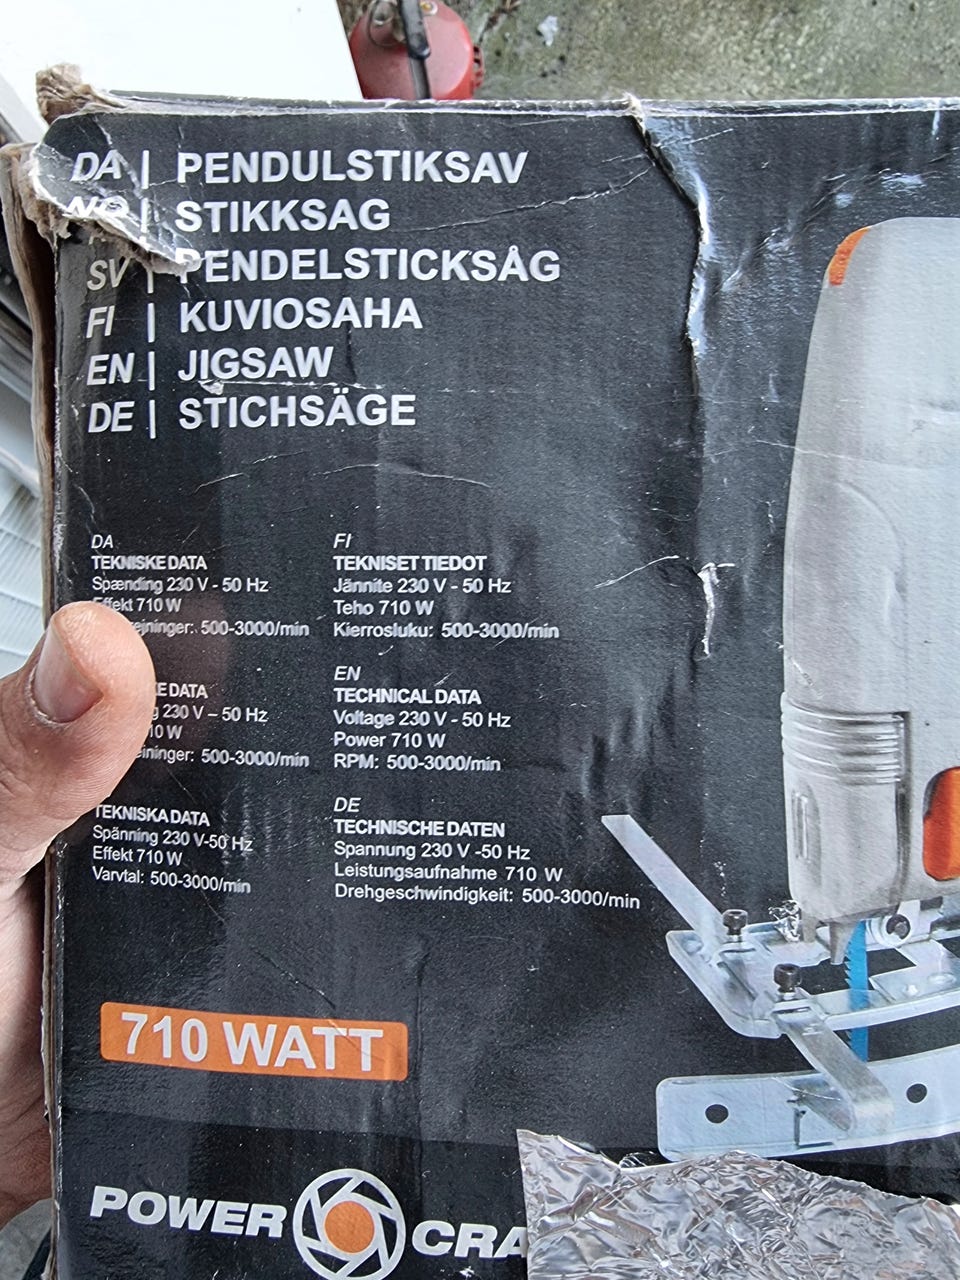 DA | PENDULSTIKSAV
NO | STIKKSAG
SV | PENDELSTICKSÅG
FI | KUVIOSAHA
EN | JIGSAW
DE | STICHSÄGE
DA
TEKNISKE DATA
Spænding 230 V - 50 Hz
Effekt 710 W
500-3000/min
DATA
230 V – 50 Hz
W
500-3000/min
TEKNISKA DATA
Spänning 230 V-50 Hz
Effekt 710 W
Varvtal: 500-3000/min
FI
TEKNISET TIEDOT
Jännite 230 V - 50 Hz
Teho 710 W
Kierrosluku: 500-3000/min
EN
TECHNICAL DATA
Voltage 230 V - 50 Hz
Power 710 W
RPM: 500-3000/min
DE
TECHNISCHE DATEN
Spannung 230 V -50 Hz
Leistungsaufnahme 710 W
Drehgeschwindigkeit: 500-3000/min
710 WATT
POWER CRA